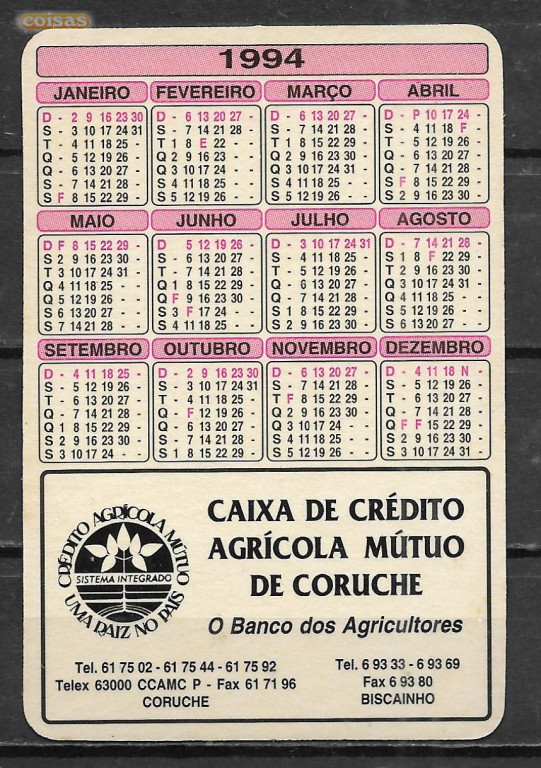 coisas
1994
JANEIRO
D - 2 9 16 23 30
S - 3 10 17 24 31
T - 4 11 18 25 -
Q - 5 12 19 26 -
Q - 6 13 20 27 -
S - 7 14 21 28 -
S F 8 15 22 29 -
FEVEREIRO
D - 6 13 20 27 -
S - 7 14 21 28 -
T 1 8 E 22 - -
Q 2 9 16 23 - -
Q 3 10 17 24 - -
S 4 11 18 25 - -
S 5 12 19 26 - -
MARÇO
D - 6 13 20 27 -
S - 7 14 21 28 -
T 1 8 15 22 29 -
Q 2 9 16 23 30 -
Q 3 10 17 24 31 -
S 4 11 18 25 - -
S 5 12 19 26 - -
ABRIL
D - P 10 17 24 -
S - 4 11 18 F -
T - 5 12 19 26 -
Q - 6 13 20 27 -
Q - 7 14 21 28 -
S F 8 15 22 29 -
S 2 9 16 23 30 -
MAIO
D F 8 15 22 29 -
S 2 9 16 23 30 -
T 3 10 17 24 31 -
Q 4 11 18 25 - -
Q 5 12 19 26 - -
S 6 13 20 27 - -
S 7 14 21 28 - -
JUNHO
D 5 12 19 26 -
S - 6 13 20 27 -
T - 7 14 21 28 -
Q 1 8 15 22 29 -
Q F 9 16 23 30 -
S 3 F 17 24 - -
S 4 11 18 25 - -
JULHO
D - 3 10 17 24 31
S - 4 11 18 25 -
T - 5 12 19 26 -
Q - 6 13 20 27 -
Q - 7 14 21 28 -
S 1 8 15 22 29 -
S 2 9 16 23 30 -
AGOSTO
D - 7 14 21 28 -
S 1 8 F 22 29 -
T 2 9 16 23 30 -
Q 3 10 17 24 31 -
Q 4 11 18 25 - -
S 5 12 19 26 - -
S 6 13 20 27 - -
SETEMBRO
D - 4 11 18 25 -
S - 5 12 19 26 -
T - 6 13 20 27 -
Q - 7 14 21 28 -
Q 1 8 15 22 29 -
S 2 9 16 23 30 -
S 3 10 17 24 - -
OUTUBRO
D - 2 9 16 23 30
S - 3 10 17 24 31
T - 4 11 18 25 -
Q - F 12 19 26 -
Q - 6 13 20 27 -
S - 7 14 21 28 -
S 1 8 15 22 29 -
NOVEMBRO
D - 6 13 20 27 -
S - 7 14 21 28 -
T F 8 15 22 29 -
Q 2 9 16 23 30 -
Q 3 10 17 24 - -
S 4 11 18 25 - -
S 5 12 19 26 - -
DEZEMBRO
D - 4 11 18 N -
S - 5 12 19 26 -
T - 6 13 20 27 -
Q - 7 14 21 28 -
Q F F 15 22 29 -
S 2 9 16 23 30 -
S 3 10 17 24 31 -
CRÉDITO AGRÍCOLA MÚTUO
SISTEMA INTEGRADO
UMA RAIZ NO PAÍS
CAIXA DE CRÉDITO
AGRÍCOLA MÚTUO
DE CORUCHE
O Banco dos Agricultores
Tel. 61 75 02 - 61 75 44 - 61 75 92
Telex 63000 CCAMC P - Fax 61 71 96
CORUCHE
Tel. 6 93 33 - 6 93 69
Fax 6 93 80
BISCAINHO